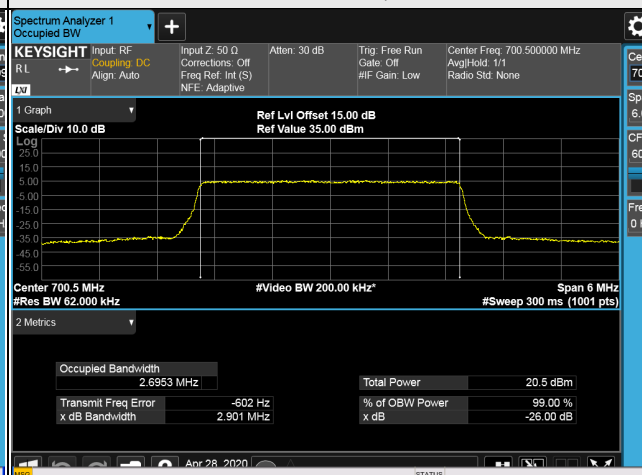 Spectrum Analyzer 1
Occupied BW
KEYSIGHT
RL
LXI
Input: RF
Coupling: DC
Align: Auto
Input Z: 50 Ω
Corrections: Off
Freq Ref: Int (S)
NFE: Adaptive
Atten: 30 dB
Trig: Free Run
Gate: Off
#IF Gain: Low
Center Freq: 700.500000 MHz
Avg|Hold: 1/1
Radio Std: None
1 Graph
Scale/Div 10.0 dB
Ref Lvl Offset 15.00 dB
Ref Value 35.00 dBm
Log
25.0
15.0
5.00
-5.00
-15.0
-25.0
-35.0
-45.0
-55.0
Center 700.5 MHz
#Res BW 62.000 kHz
#Video BW 200.00 kHz*
Span 6 MHz
#Sweep 300 ms (1001 pts)
2 Metrics
Occupied Bandwidth
2.6953 MHz
Total Power 20.5 dBm
Transmit Freq Error -602 Hz
% of OBW Power 99.00 %
x dB Bandwidth 2.901 MHz
x dB -26.00 dB
Apr 28, 2020
MSG
STATUS